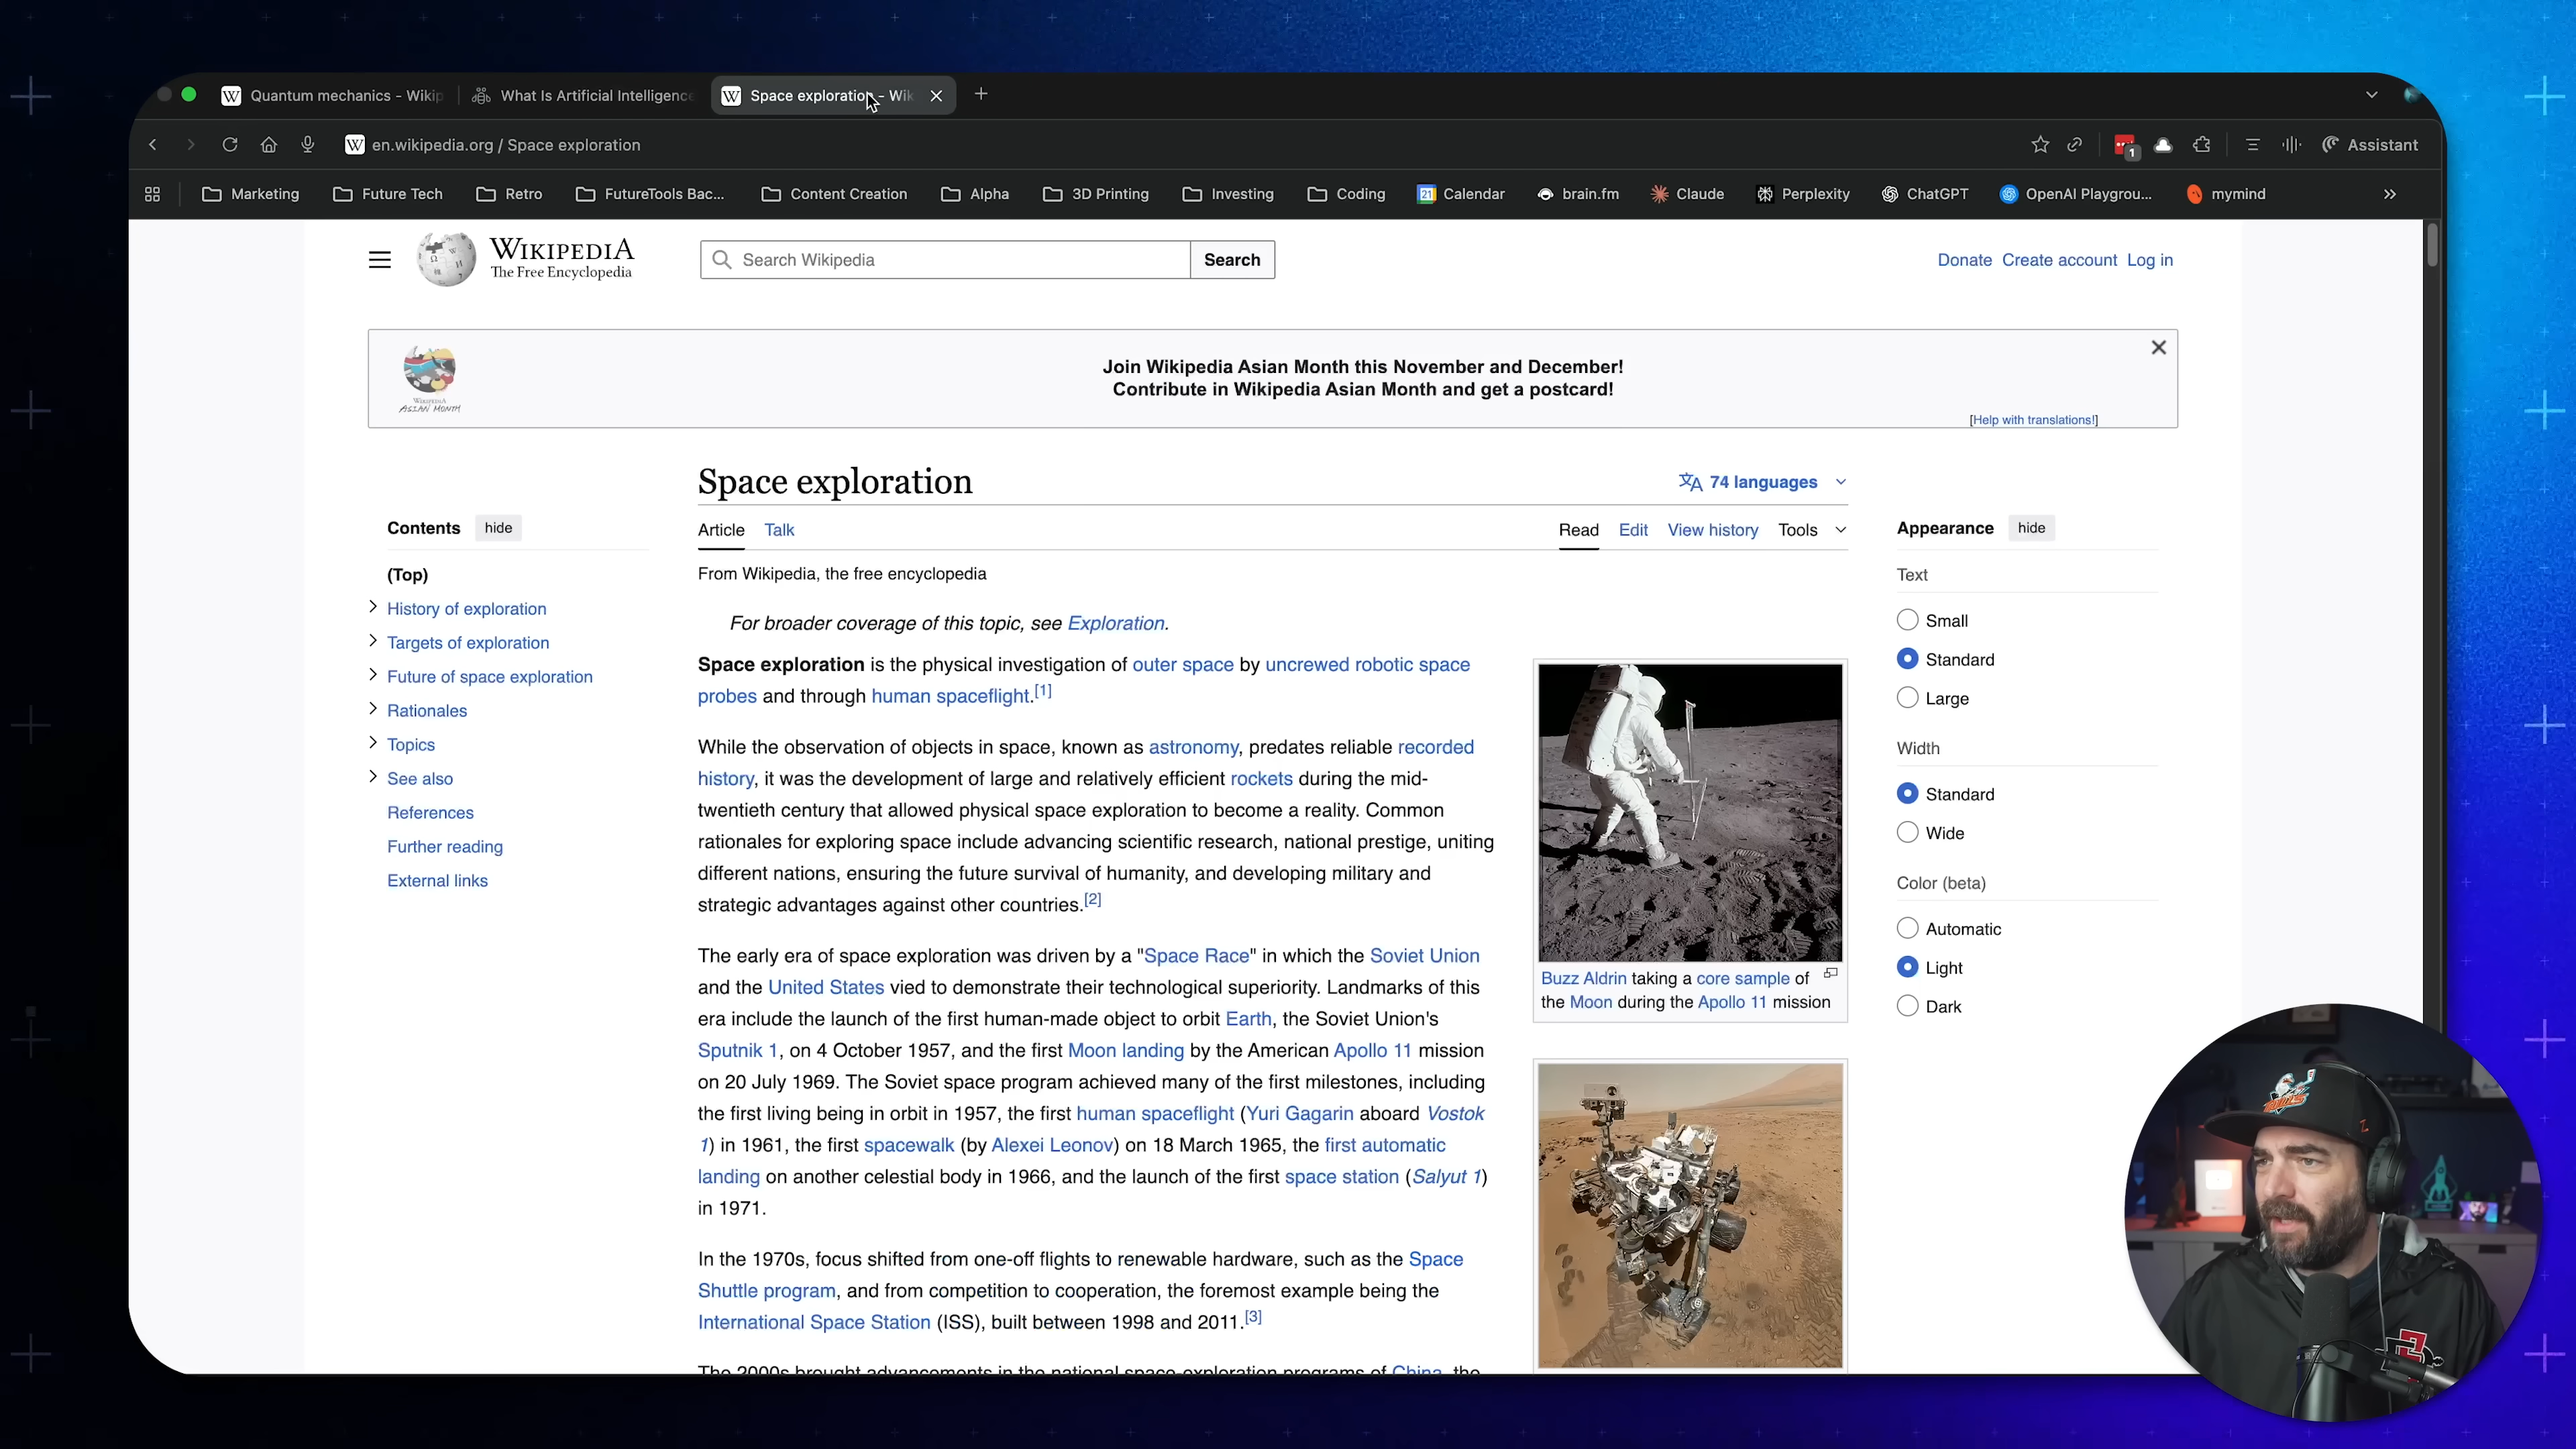 Quantum mechanics - Wikip
What Is Artificial Intelligence
Space exploration - Wik
en.wikipedia.org / Space exploration
1
Assistant
Marketing
Future Tech
Retro
FutureTools Bac...
Content Creation
Alpha
3D Printing
Investing
Coding
21
Calendar
brain.fm
Claude
Perplexity
ChatGPT
OpenAI Playgrou...
mymind
WIKIPEDIA
The Free Encyclopedia
Search Wikipedia
Search
Donate
Create account
Log in
WIKIPEDIA
ASIAN MONTH
Join Wikipedia Asian Month this November and December!
Contribute in Wikipedia Asian Month and get a postcard!
[Help with translations!]
Contents
hide
(Top)
History of exploration
Targets of exploration
Future of space exploration
Rationales
Topics
See also
References
Further reading
External links
Space exploration
74 languages
Article
Talk
Read
Edit
View history
Tools
From Wikipedia, the free encyclopedia
For broader coverage of this topic, see Exploration.
Space exploration is the physical investigation of outer space by uncrewed robotic space
probes and through human spaceflight.[1]
While the observation of objects in space, known as astronomy, predates reliable recorded
history, it was the development of large and relatively efficient rockets during the mid-
twentieth century that allowed physical space exploration to become a reality. Common
rationales for exploring space include advancing scientific research, national prestige, uniting
different nations, ensuring the future survival of humanity, and developing military and
strategic advantages against other countries.[2]
The early era of space exploration was driven by a "Space Race" in which the Soviet Union
and the United States vied to demonstrate their technological superiority. Landmarks of this
era include the launch of the first human-made object to orbit Earth, the Soviet Union's
Sputnik 1, on 4 October 1957, and the first Moon landing by the American Apollo 11 mission
on 20 July 1969. The Soviet space program achieved many of the first milestones, including
the first living being in orbit in 1957, the first human spaceflight (Yuri Gagarin aboard Vostok
1) in 1961, the first spacewalk (by Alexei Leonov) on 18 March 1965, the first automatic
landing on another celestial body in 1966, and the launch of the first space station (Salyut 1)
in 1971.
In the 1970s, focus shifted from one-off flights to renewable hardware, such as the Space
Shuttle program, and from competition to cooperation, the foremost example being the
International Space Station (ISS), built between 1998 and 2011.[3]
The 2000s brought advancements in the national space-exploration programs of China, the
Buzz Aldrin taking a core sample of
the Moon during the Apollo 11 mission
Appearance
hide
Text
Small
Standard
Large
Width
Standard
Wide
Color (beta)
Automatic
Light
Dark